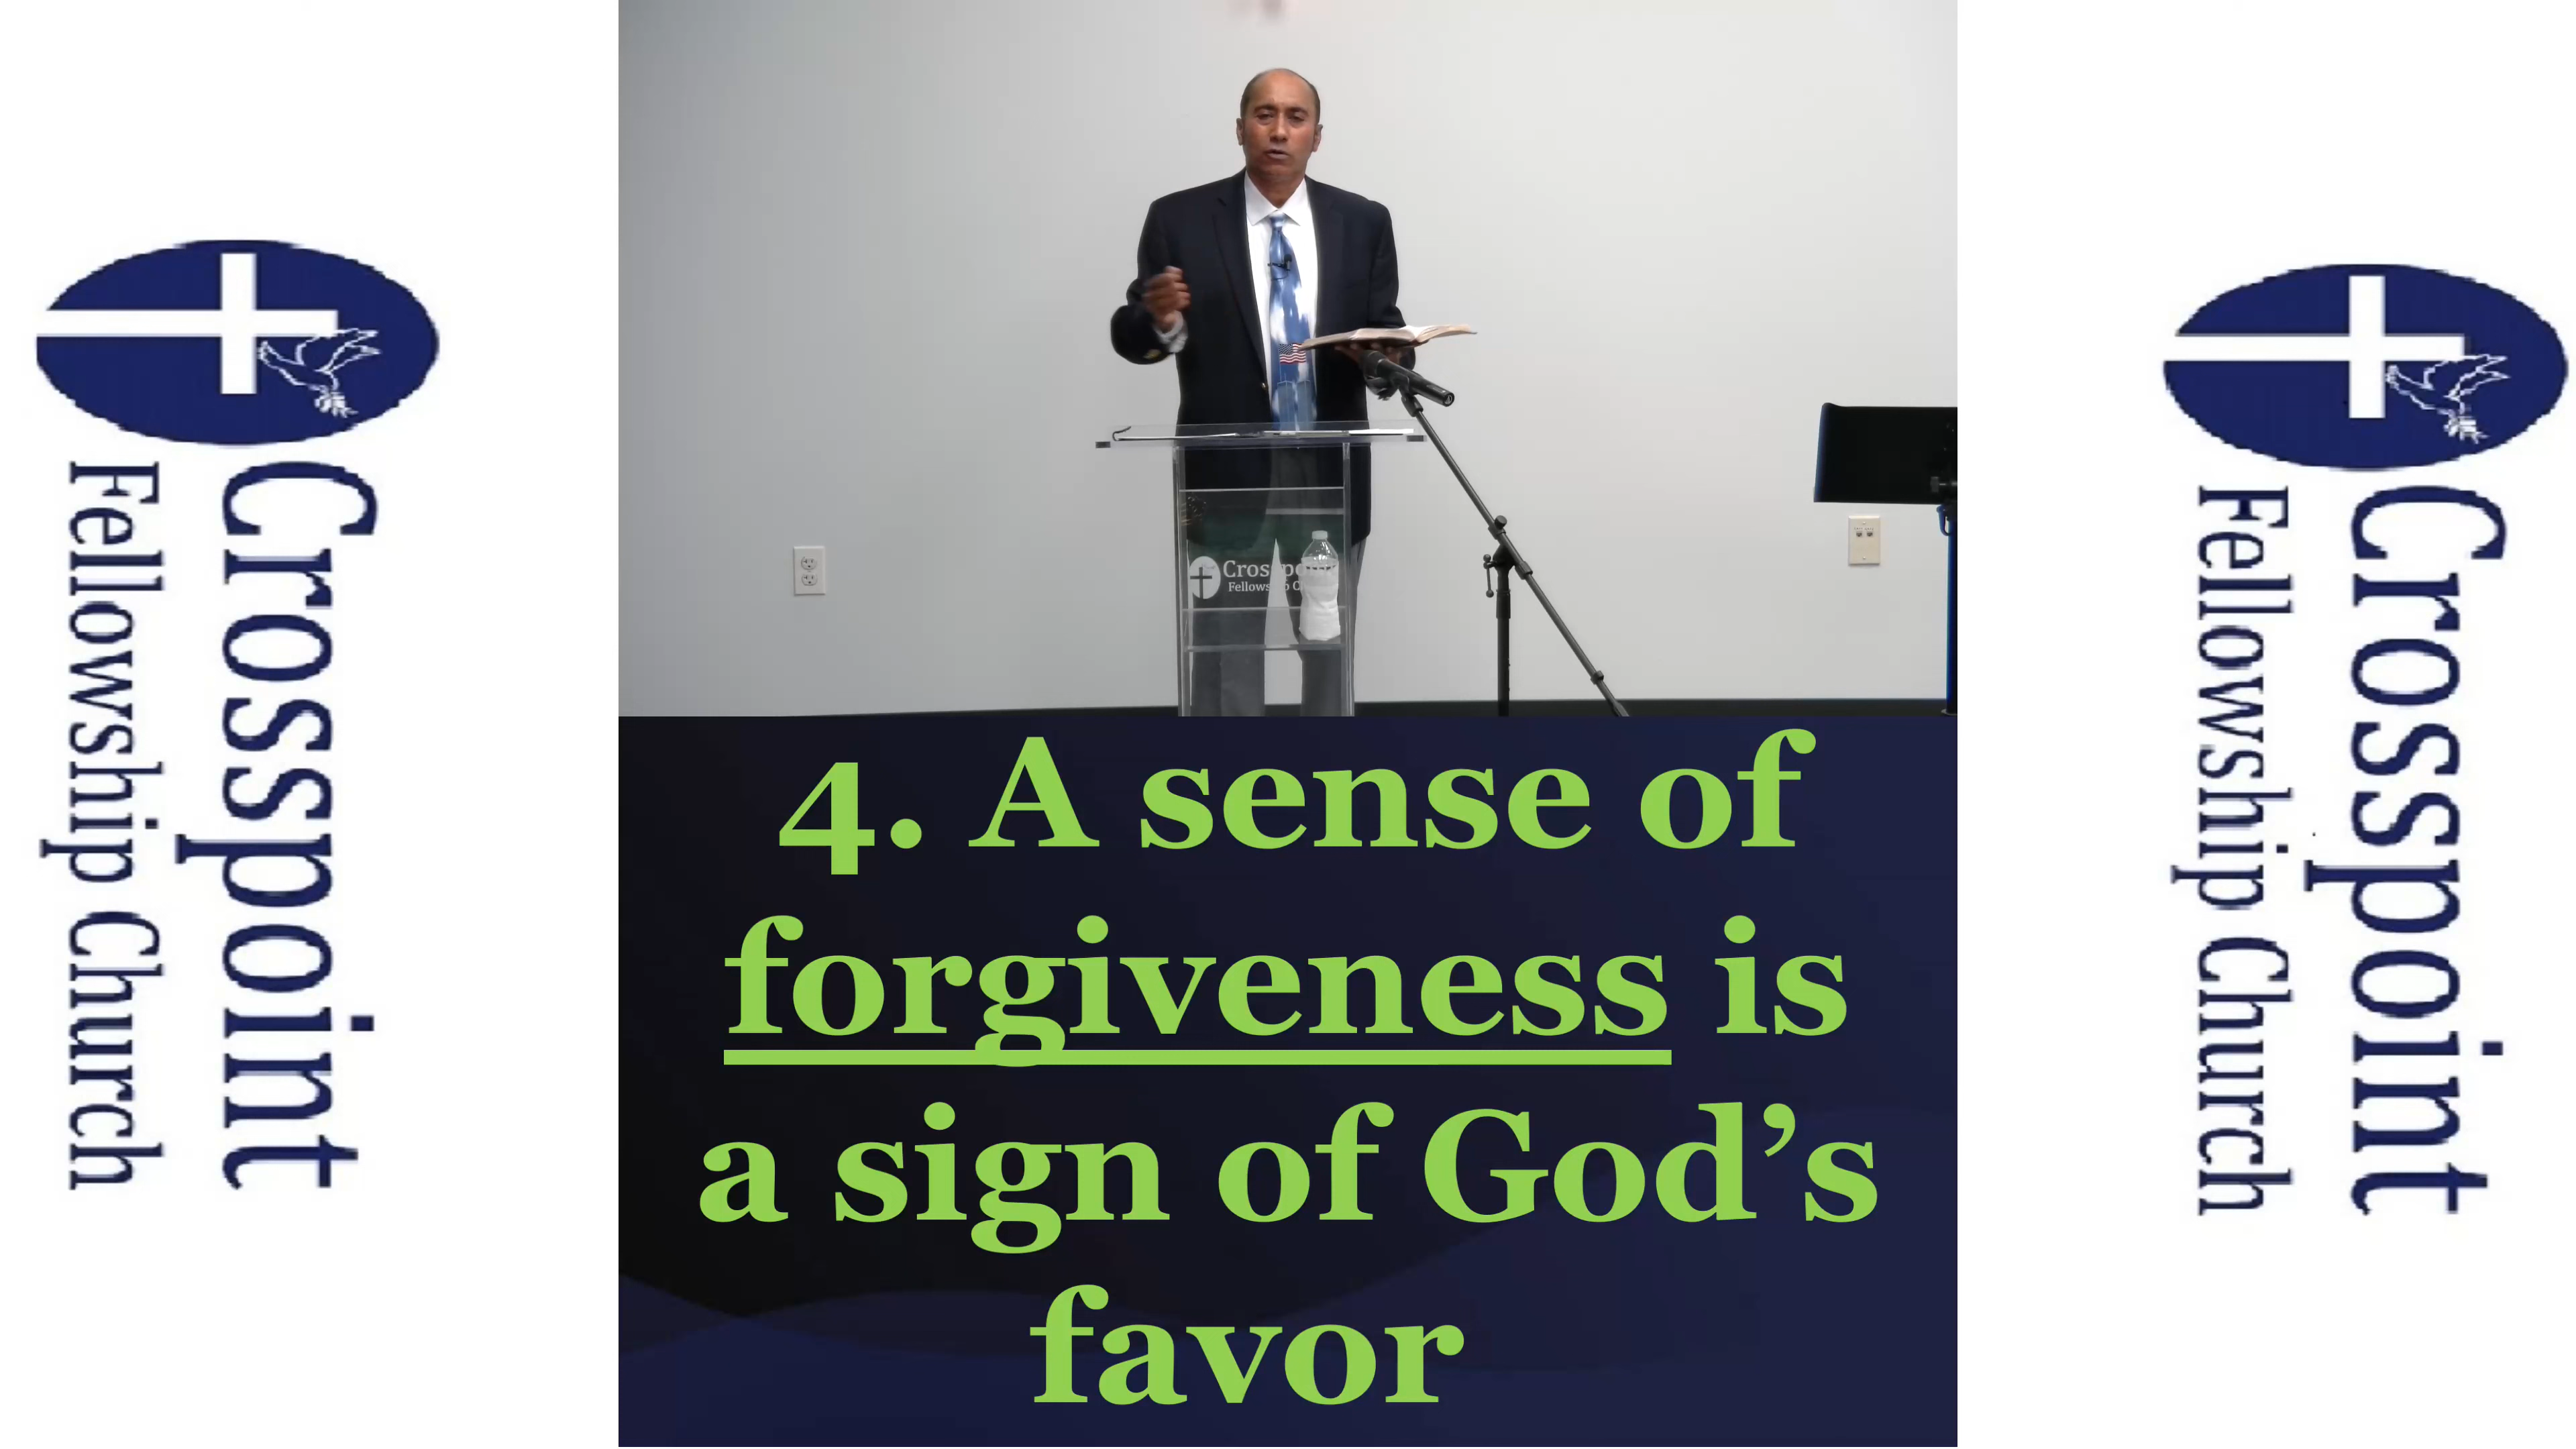 Crosspoint
Fellowship Church
4. A sense of
forgiveness is
a sign of God’s
favor
Crosspoint
Fellowship Church